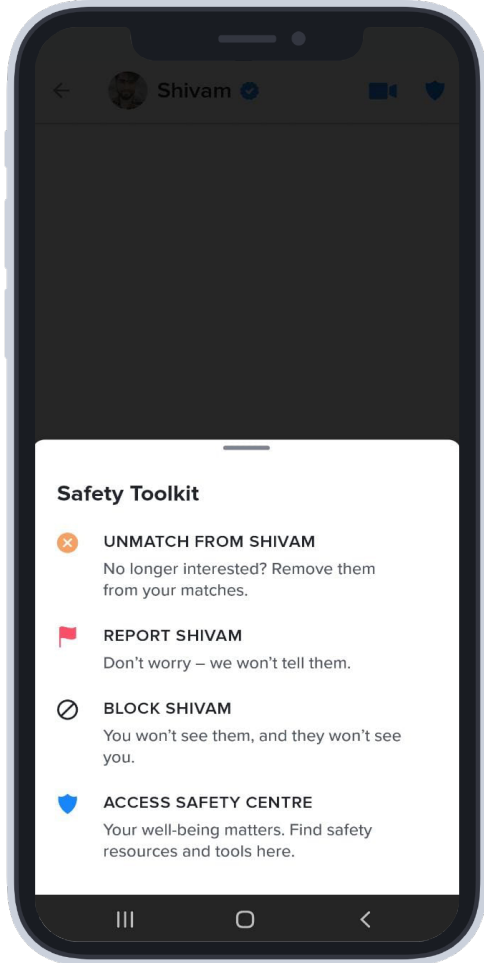 Shivam
Safety Toolkit
UNMATCH FROM SHIVAM
No longer interested? Remove them
from your matches.
REPORT SHIVAM
Don’t worry – we won’t tell them.
BLOCK SHIVAM
You won’t see them, and they won’t see
you.
ACCESS SAFETY CENTRE
Your well-being matters. Find safety
resources and tools here.